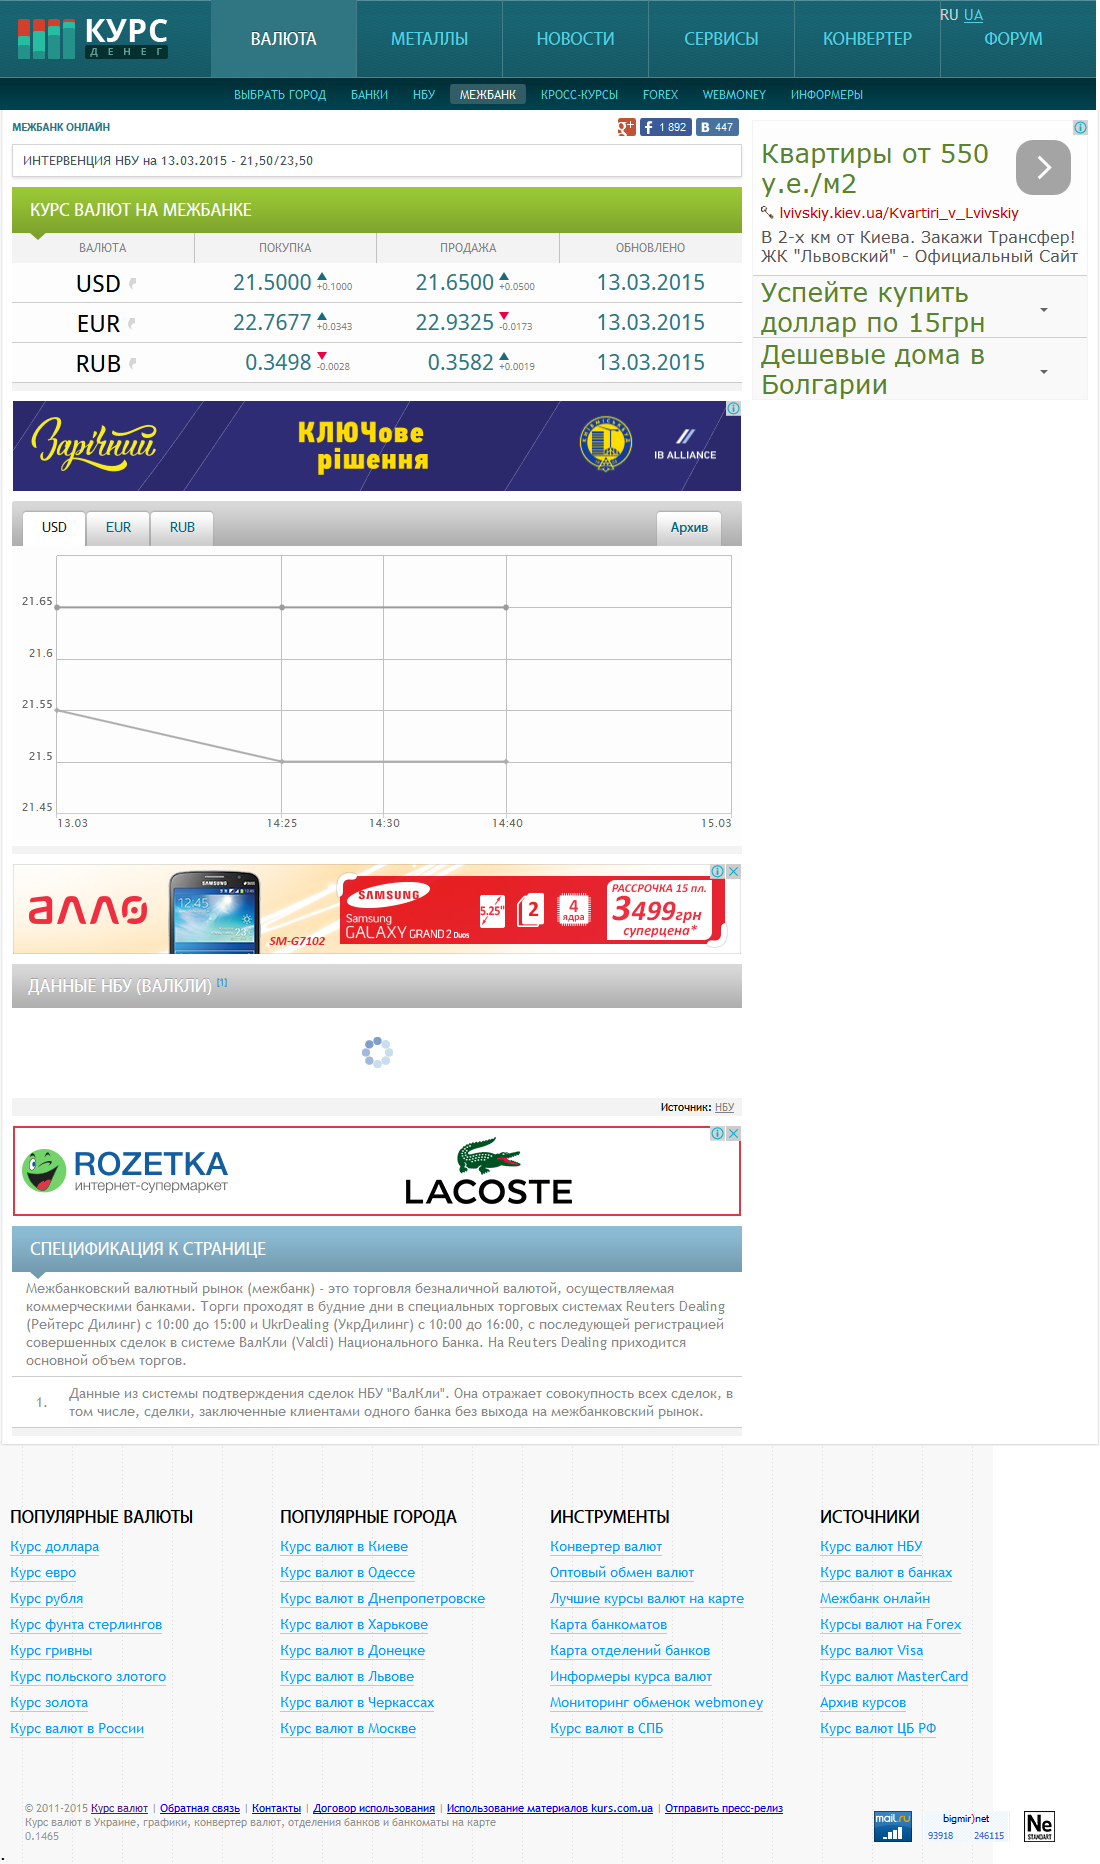 КУРС
ДЕНЕГ
ВАЛЮТА
МЕТАЛЛЫ
НОВОСТИ
СЕРВИСЫ
КОНВЕРТЕР
RU UA
ФОРУМ
ВЫБРАТЬ ГОРОД БАНКИ НБУ МЕЖБАНК КРОСС-КУРСЫ FOREX WEBMONEY ИНФОРМЕРЫ
МЕЖБАНК ОНЛАЙН
g+ f 1 892 B 447
ИНТЕРВЕНЦИЯ НБУ на 13.03.2015 - 21,50/23,50
КУРС ВАЛЮТ НА МЕЖБАНКЕ
ВАЛЮТА ПОКУПКА ПРОДАЖА ОБНОВЛЕНО
USD 21.5000 +0.1000 21.6500 +0.0500 13.03.2015
EUR 22.7677 +0.0343 22.9325 -0.0173 13.03.2015
RUB 0.3498 -0.0028 0.3582 +0.0019 13.03.2015
Квартиры от 550
у.е./м2
lvivskiy.kiev.ua/Kvartiri_v_Lvivskiy
В 2-х км от Киева. Закажи Трансфер!
ЖК "Львовский" - Официальный Сайт
Успейте купить
доллар по 15грн
Дешевые дома в
Болгарии
Зарічний
КЛЮЧове
рішення
IB ALLIANCE
USD EUR RUB Архив
21.65
21.6
21.55
21.5
21.45
13.03 14:25 14:30 14:40 15.03
АЛЛО
SAMSUNG
12:45
23
SM-G7102
SAMSUNG
Samsung
GALAXY GRAND 2 Duos
5.25"
2
4
ядра
РАССРОЧКА 15 пл.
3499грн
суперцена*
ДАННЫЕ НБУ (ВАЛКЛИ) [1]
Источник: НБУ
ROZETKA
интернет-супермаркет
LACOSTE
СПЕЦИФИКАЦИЯ К СТРАНИЦЕ
Межбанковский валютный рынок (межбанк) - это торговля безналичной валютой, осуществляемая
коммерческими банками. Торги проходят в будние дни в специальных торговых системах Reuters Dealing
(Рейтерс Дилинг) с 10:00 до 15:00 и UkrDealing (УкрДилинг) с 10:00 до 16:00, с последующей регистрацией
совершенных сделок в системе ВалКли (Valcli) Национального Банка. На Reuters Dealing приходится
основной объем торгов.
1. Данные из системы подтверждения сделок НБУ "ВалКли". Она отражает совокупность всех сделок, в
том числе, сделки, заключенные клиентами одного банка без выхода на межбанковский рынок.
ПОПУЛЯРНЫЕ ВАЛЮТЫ
Курс доллара
Курс евро
Курс рубля
Курс фунта стерлингов
Курс гривны
Курс польского злотого
Курс золота
Курс валют в России
ПОПУЛЯРНЫЕ ГОРОДА
Курс валют в Киеве
Курс валют в Одессе
Курс валют в Днепропетровске
Курс валют в Харькове
Курс валют в Донецке
Курс валют в Львове
Курс валют в Черкассах
Курс валют в Москве
ИНСТРУМЕНТЫ
Конвертер валют
Оптовый обмен валют
Лучшие курсы валют на карте
Карта банкоматов
Карта отделений банков
Информеры курса валют
Мониторинг обменок webmoney
Курс валют в СПБ
ИСТОЧНИКИ
Курс валют НБУ
Курс валют в банках
Межбанк онлайн
Курсы валют на Forex
Курс валют Visa
Курс валют MasterCard
Архив курсов
Курс валют ЦБ РФ
© 2011-2015 Курс валют | Обратная связь | Контакты | Договор использования | Использование материалов kurs.com.ua | Отправить пресс-релиз
Курс валют в Украине, графики, конвертер валют, отделения банков и банкоматы на карте
0.1465
mail.ru
bigmir)net
93918 246115
Ne
STANDART